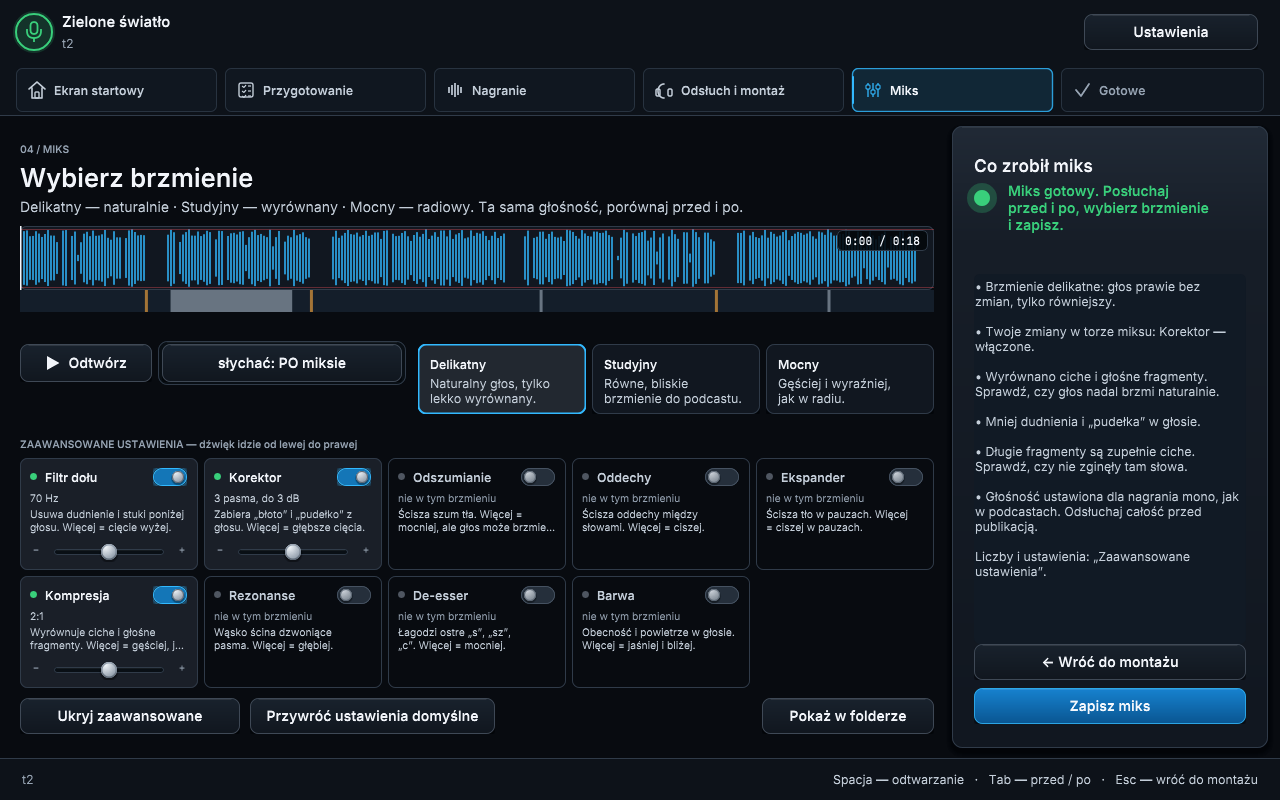 Zielone światło
t2
Ustawienia
Ekran startowy
Przygotowanie
Nagranie
Odsłuch i montaż
Miks
Gotowe
04 / MIKS
Wybierz brzmienie
Delikatny — naturalnie · Studyjny — wyrównany · Mocny — radiowy. Ta sama głośność, porównaj przed i po.
0:00 / 0:18
Odtwórz
słychać: PO miksie
Delikatny
Naturalny głos, tylko
lekko wyrównany.
Studyjny
Równe, bliskie
brzmienie do podcastu.
Mocny
Gęściej i wyraźniej,
jak w radiu.
ZAAWANSOWANE USTAWIENIA — dźwięk idzie od lewej do prawej
Filtr dołu
70 Hz
Usuwa dudnienie i stuki poniżej
głosu. Więcej = cięcie wyżej.
− +
Korektor
3 pasma, do 3 dB
Zabiera „błoto” i „pudełko” z
głosu. Więcej = głębsze cięcia.
− +
Odszumianie
nie w tym brzmieniu
Ścisza szum tła. Więcej =
mocniej, ale głos może brzmie...
Oddechy
nie w tym brzmieniu
Ścisza oddechy między
słowami. Więcej = ciszej.
Ekspander
nie w tym brzmieniu
Ścisza tło w pauzach. Więcej
= ciszej w pauzach.
Kompresja
2:1
Wyrównuje ciche i głośne
fragmenty. Więcej = gęściej, j...
− +
Rezonanse
nie w tym brzmieniu
Wąsko ścina dzwoniące
pasma. Więcej = głębiej.
De-esser
nie w tym brzmieniu
Łagodzi ostre „s”, „sz”,
„c”. Więcej = mocniej.
Barwa
nie w tym brzmieniu
Obecność i powietrze w głosie.
Więcej = jaśniej i bliżej.
Ukryj zaawansowane
Przywróć ustawienia domyślne
Pokaż w folderze
Co zrobił miks
Miks gotowy. Posłuchaj
przed i po, wybierz brzmienie
i zapisz.
• Brzmienie delikatne: głos prawie bez
zmian, tylko równiejszy.
• Twoje zmiany w torze miksu: Korektor —
włączone.
• Wyrównano ciche i głośne fragmenty.
Sprawdź, czy głos nadal brzmi naturalnie.
• Mniej dudnienia i „pudełka” w głosie.
• Długie fragmenty są zupełnie ciche.
Sprawdź, czy nie zginęły tam słowa.
• Głośność ustawiona dla nagrania mono, jak
w podcastach. Odsłuchaj całość przed
publikacją.
Liczby i ustawienia: „Zaawansowane
ustawienia”.
← Wróć do montażu
Zapisz miks
t2
Spacja — odtwarzanie · Tab — przed / po · Esc — wróć do montażu